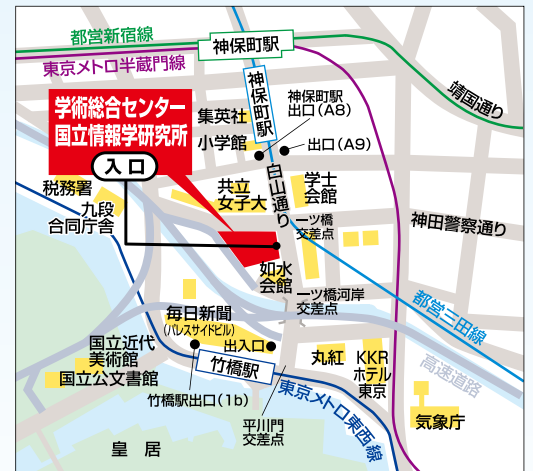 都営新宿線
神保町駅
東京メトロ半蔵門線
学術総合センター
国立情報学研究所
入口
集英社
小学館
神保町駅
神保町駅
出口(A8)
出口(A9)
靖国通り
税務署
九段
合同庁舎
共立
女子大
白山通り
学士
会館
一ツ橋
交差点
神田警察通り
如水
会館
一ツ橋河岸
交差点
都営三田線
毎日新聞
(パレスサイドビル)
出入口
国立近代
美術館
国立公文書館
竹橋駅
丸紅
KKR
ホテル
東京
高速道路
竹橋駅出口(1b)
東京メトロ東西線
平川門
交差点
気象庁
皇居